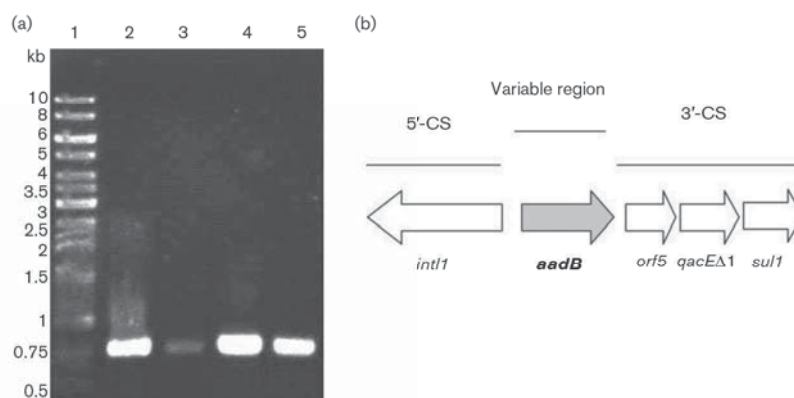 (a)
1 2 3 4 5
kb
10
8
6
5
4
3.5
3
2.5
2
1.5
1
0.75
0.5
(b)
Variable region
5′-CS 3′-CS
intI1 aadB orf5 qacEΔ1 sul1